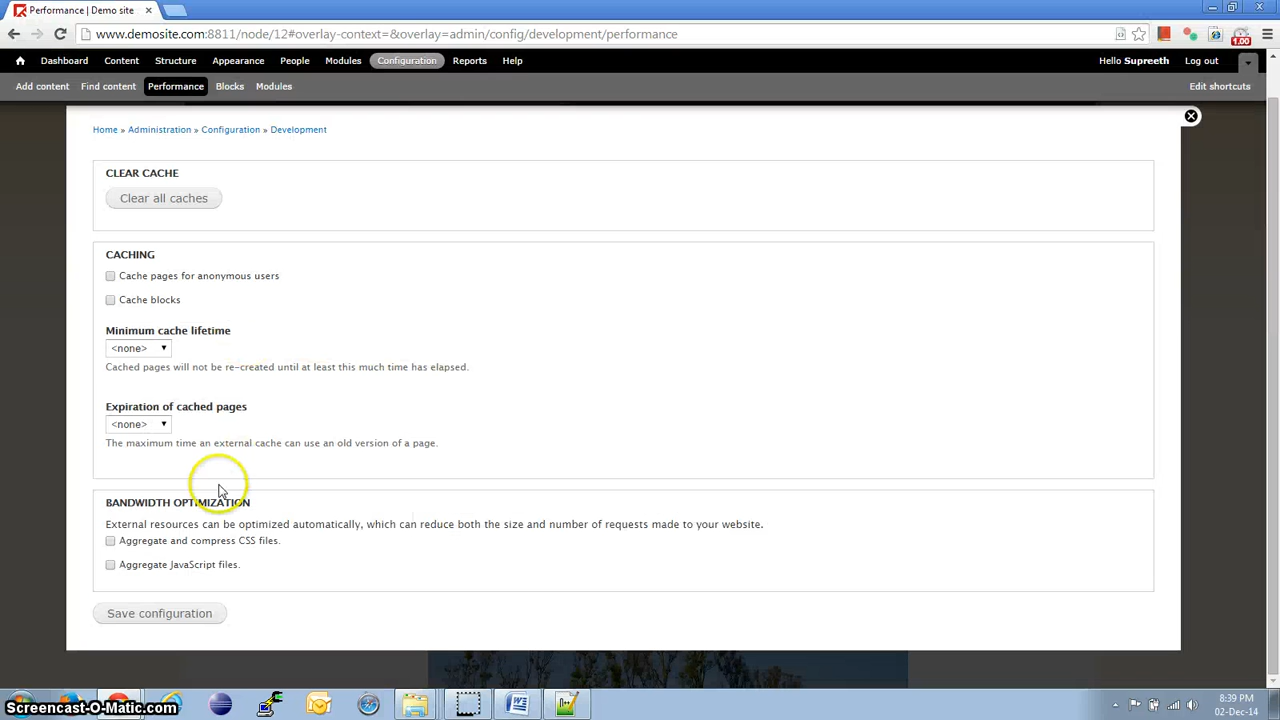 Performance | Demo site
www.demosite.com:8811/node/12#overlay-context=&overlay=admin/config/development/performance
1.00
Dashboard Content Structure Appearance People Modules Configuration Reports Help Hello Supreeth Log out
Add content Find content Performance Blocks Modules Edit shortcuts
Home » Administration » Configuration » Development
CLEAR CACHE
Clear all caches
CACHING
Cache pages for anonymous users
Cache blocks
Minimum cache lifetime
<none>
Cached pages will not be re-created until at least this much time has elapsed.
Expiration of cached pages
<none>
The maximum time an external cache can use an old version of a page.
BANDWIDTH OPTIMIZATION
External resources can be optimized automatically, which can reduce both the size and number of requests made to your website.
Aggregate and compress CSS files.
Aggregate JavaScript files.
Save configuration
Screencast-O-Matic.com
8:39 PM
02-Dec-14